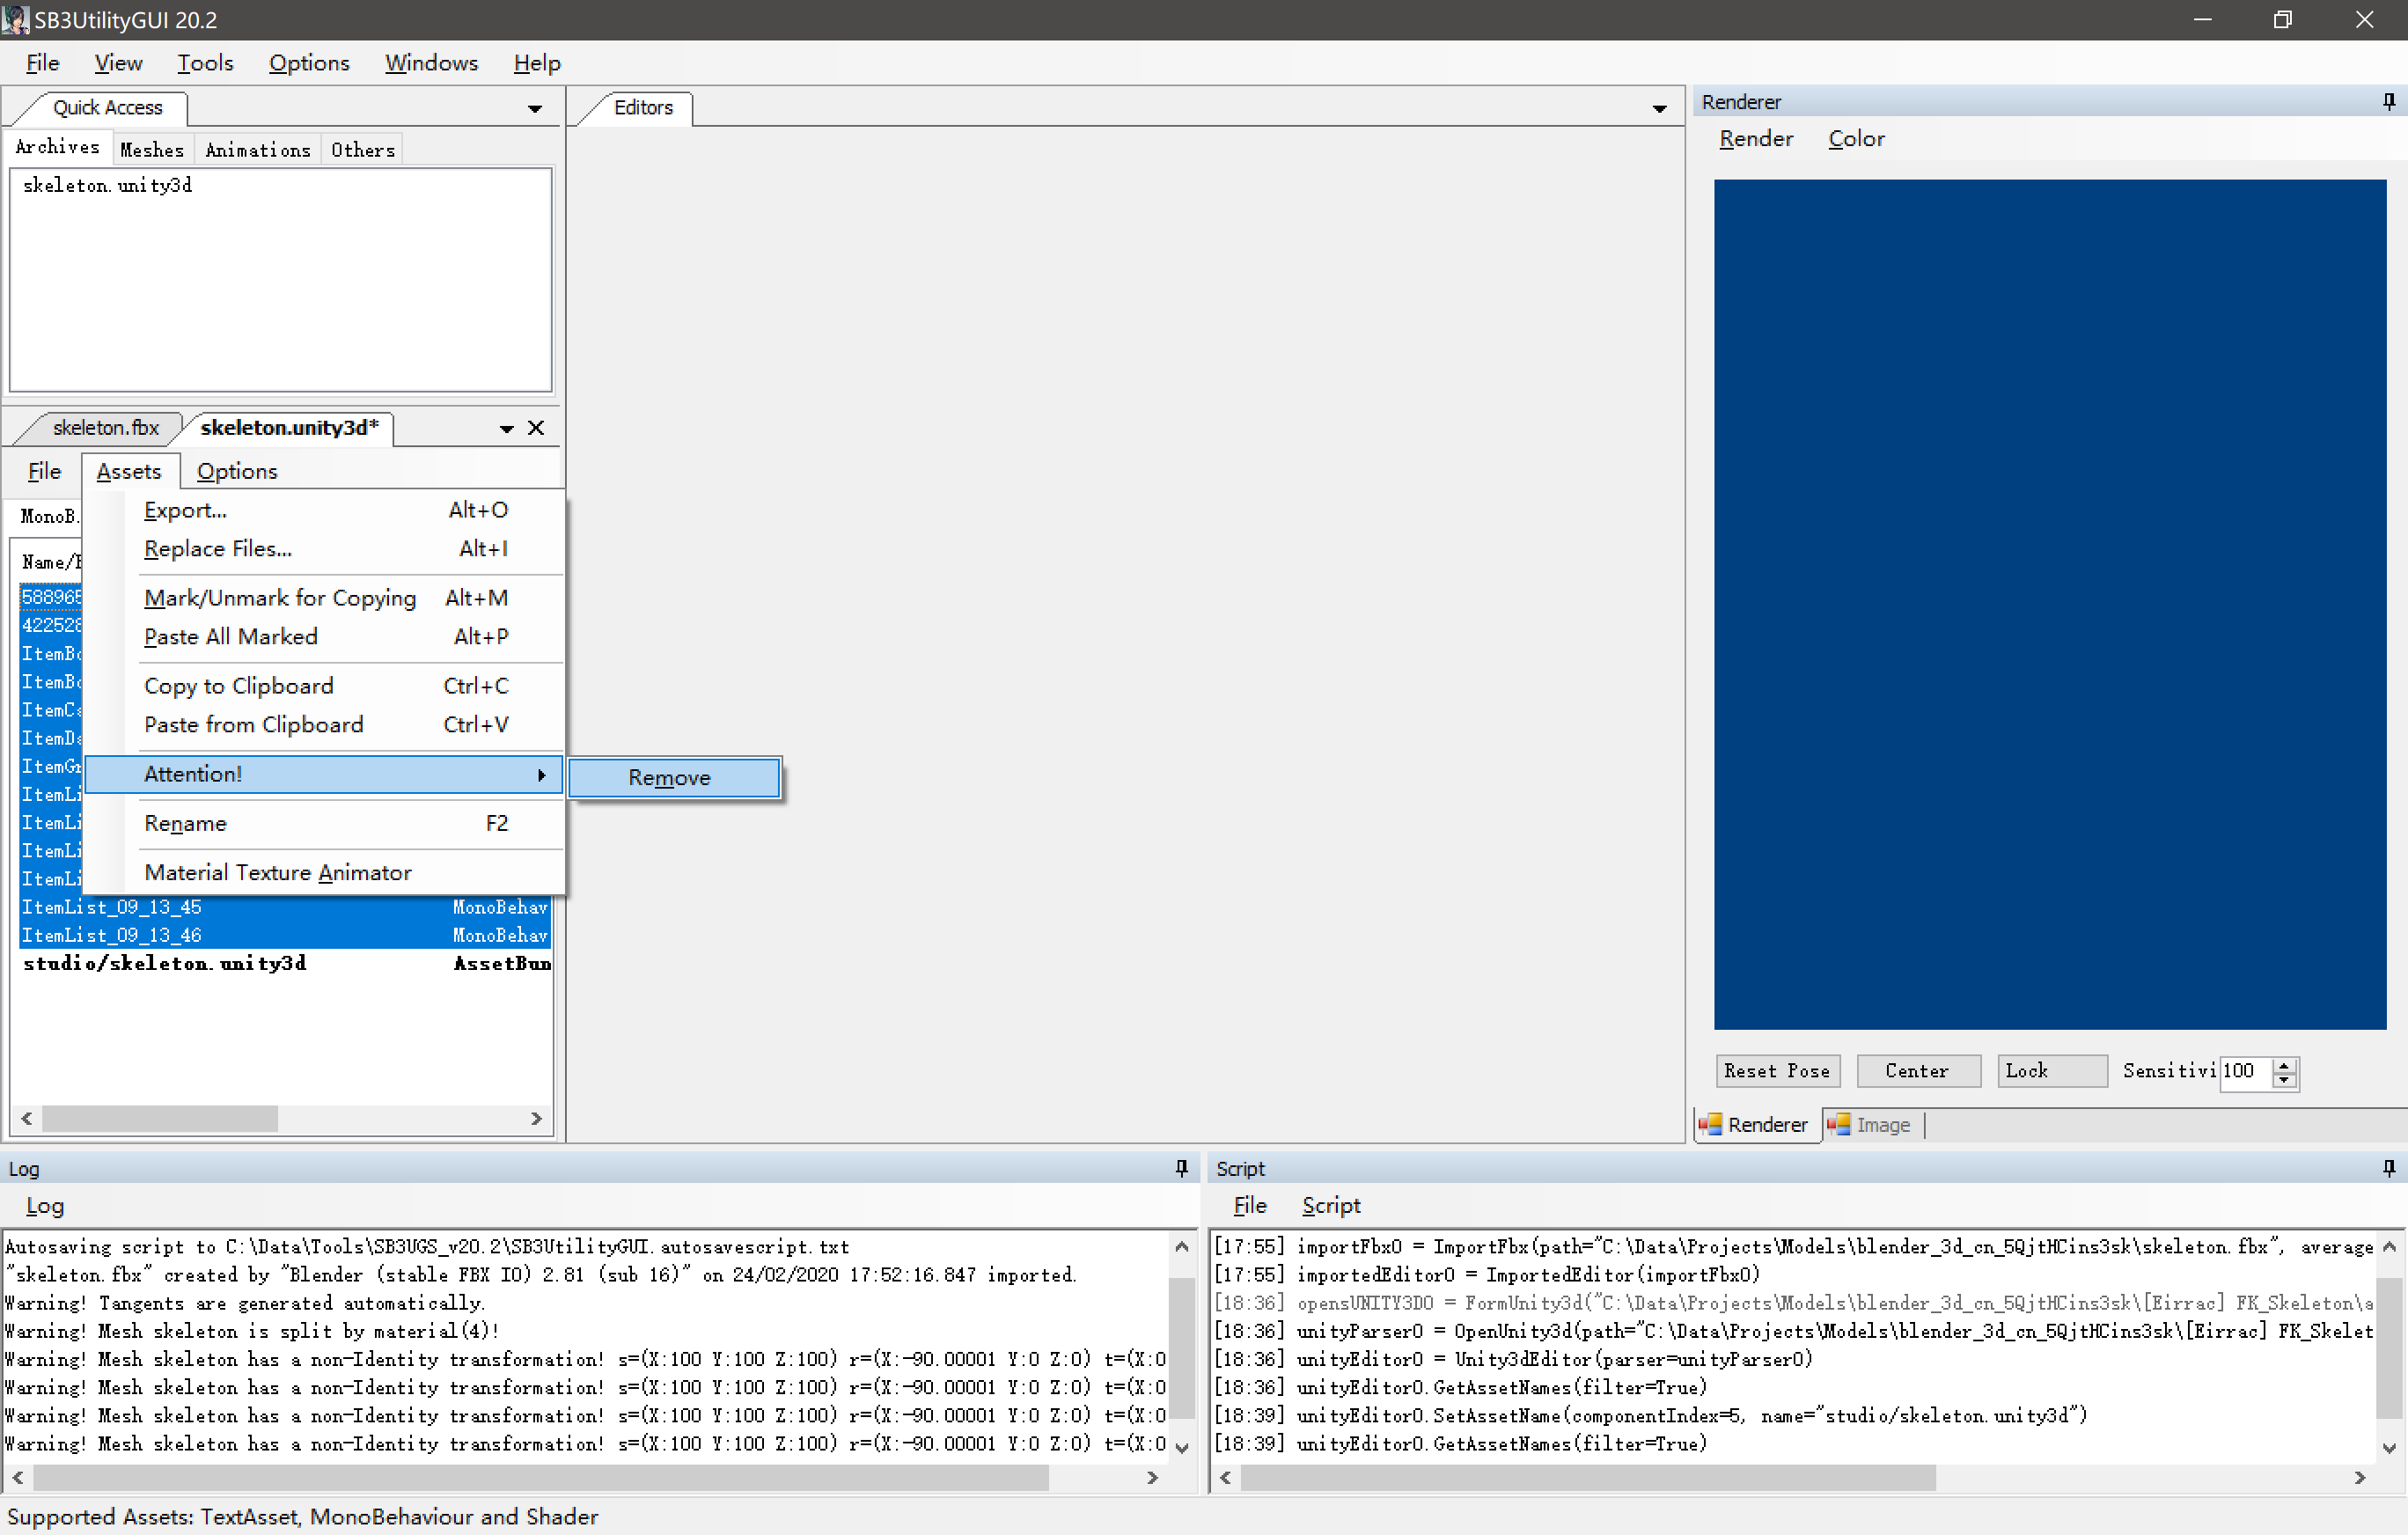 SB3UtilityGUI 20.2
File View Tools Options Windows Help
Quick Access
Archives Meshes Animations Others
skeleton.unity3d
skeleton.fbx skeleton.unity3d*
File Assets Options
MonoB.
Name/
588965
422528
ItemB
ItemB
ItemC
ItemD
ItemG
ItemLi
ItemLi
ItemLi
ItemLi
ItemList_09_13_45 MonoBehav
ItemList_09_13_46 MonoBehav
studio/skeleton.unity3d AssetBun
Export... Alt+O
Replace Files... Alt+I
Mark/Unmark for Copying Alt+M
Paste All Marked Alt+P
Copy to Clipboard Ctrl+C
Paste from Clipboard Ctrl+V
Attention!
Remove
Rename F2
Material Texture Animator
Editors
Renderer
Render Color
Reset Pose Center Lock Sensitivi 100
Renderer Image
Log
Log
Autosaving script to C:\Data\Tools\SB3UGS_v20.2\SB3UtilityGUI.autosavescript.txt
"skeleton.fbx" created by "Blender (stable FBX IO) 2.81 (sub 16)" on 24/02/2020 17:52:16.847 imported.
Warning! Tangents are generated automatically.
Warning! Mesh skeleton is split by material(4)!
Warning! Mesh skeleton has a non-Identity transformation! s=(X:100 Y:100 Z:100) r=(X:-90.00001 Y:0 Z:0) t=(X:0
Warning! Mesh skeleton has a non-Identity transformation! s=(X:100 Y:100 Z:100) r=(X:-90.00001 Y:0 Z:0) t=(X:0
Warning! Mesh skeleton has a non-Identity transformation! s=(X:100 Y:100 Z:100) r=(X:-90.00001 Y:0 Z:0) t=(X:0
Warning! Mesh skeleton has a non-Identity transformation! s=(X:100 Y:100 Z:100) r=(X:-90.00001 Y:0 Z:0) t=(X:0
Script
File Script
[17:55] importFbx0 = ImportFbx(path="C:\Data\Projects\Models\blender_3d_cn_5QjtHCins3sk\skeleton.fbx", average
[17:55] importedEditor0 = ImportedEditor(importFbx0)
[18:36] opensUNITY3D0 = FormUnity3d("C:\Data\Projects\Models\blender_3d_cn_5QjtHCins3sk\[Eirrac] FK_Skeleton\a
[18:36] unityParser0 = OpenUnity3d(path="C:\Data\Projects\Models\blender_3d_cn_5QjtHCins3sk\[Eirrac] FK_Skelet
[18:36] unityEditor0 = Unity3dEditor(parser=unityParser0)
[18:36] unityEditor0.GetAssetNames(filter=True)
[18:39] unityEditor0.SetAssetName(componentIndex=5, name="studio/skeleton.unity3d")
[18:39] unityEditor0.GetAssetNames(filter=True)
Supported Assets: TextAsset, MonoBehaviour and Shader